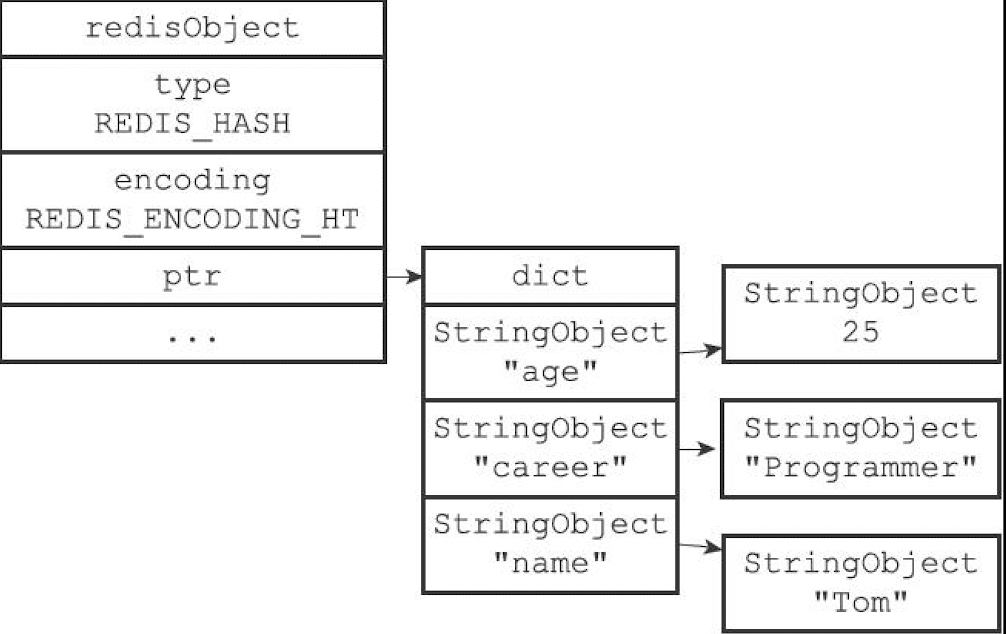 redisObject
type
REDIS_HASH
encoding
REDIS_ENCODING_HT
ptr
...
dict
StringObject
"age"
StringObject
"career"
StringObject
"name"
StringObject
25
StringObject
"Programmer"
StringObject
"Tom"